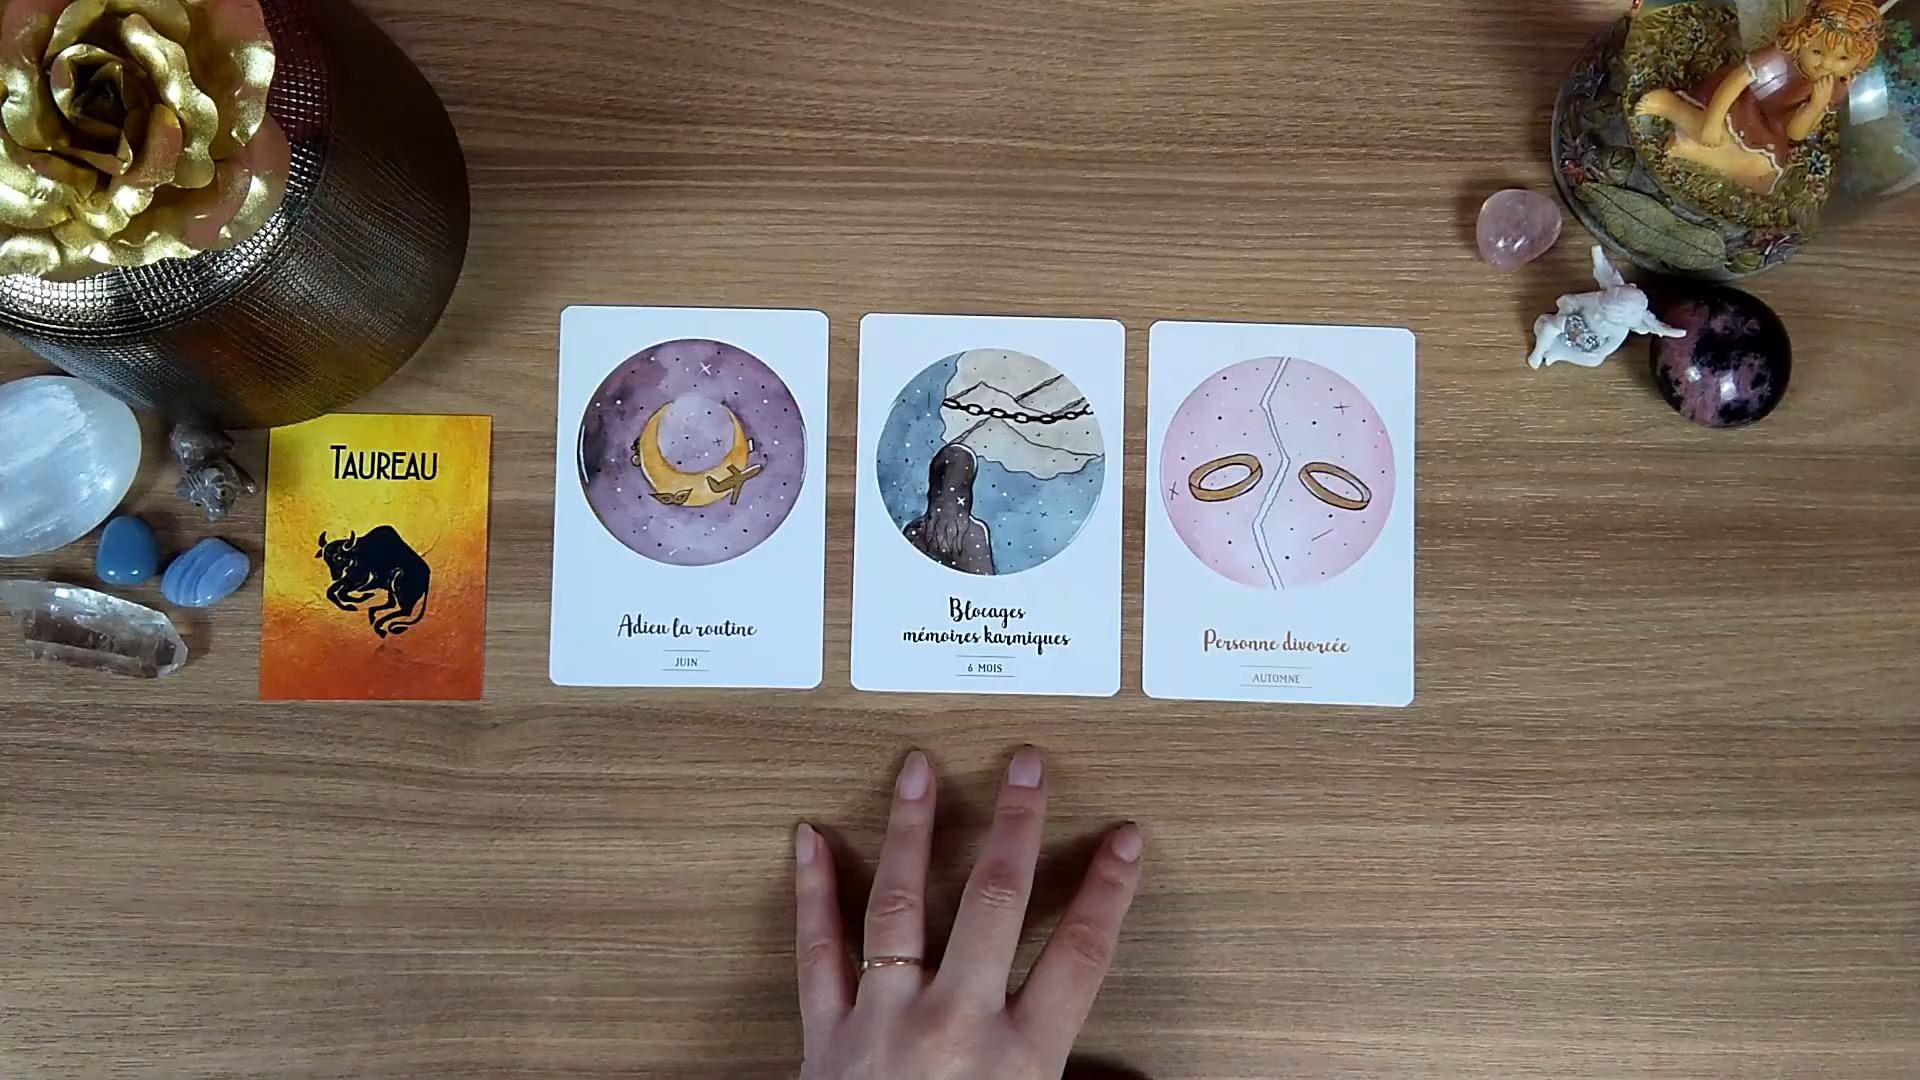 TAUREAU
Adieu la routine
JUIN
Blocages
mémoires karmiques
6 MOIS
Personne divorcée
AUTOMNE